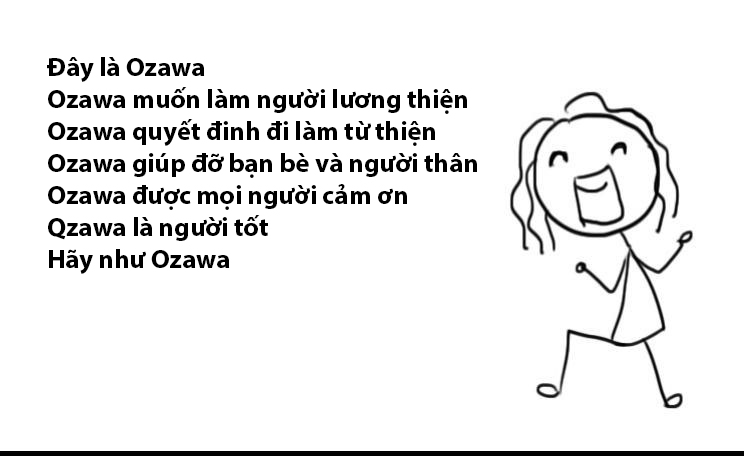 Đây là Ozawa
Ozawa muốn làm người lương thiện
Ozawa quyết đinh đi làm từ thiện
Ozawa giúp đỡ bạn bè và người thân
Ozawa được mọi người cảm ơn
Qzawa là người tốt
Hãy như Ozawa